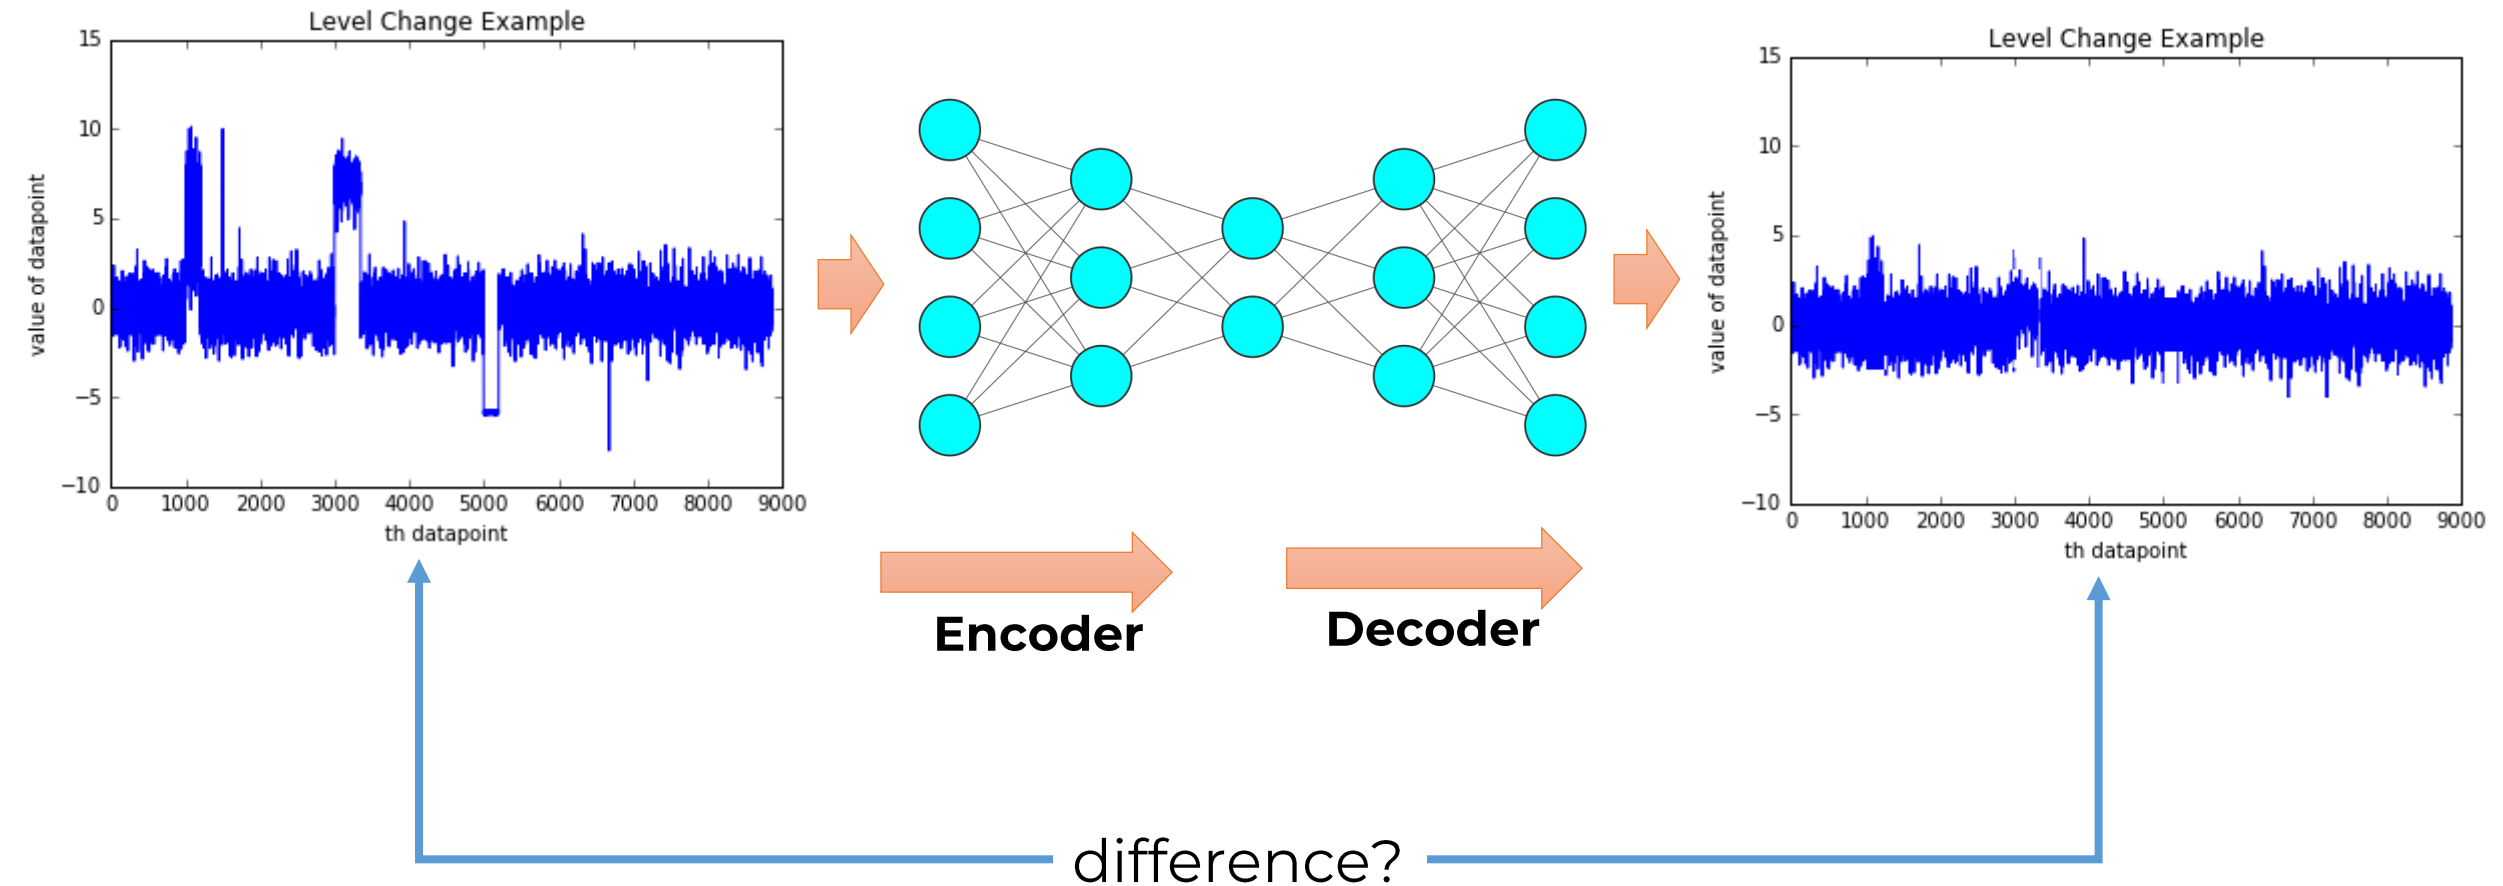 Level Change Example
15
10
5
0
−5
−10
value of datapoint
0 1000 2000 3000 4000 5000 6000 7000 8000 9000
th datapoint
Encoder
Decoder
Level Change Example
15
10
5
0
−5
−10
value of datapoint
0 1000 2000 3000 4000 5000 6000 7000 8000 9000
th datapoint
difference?